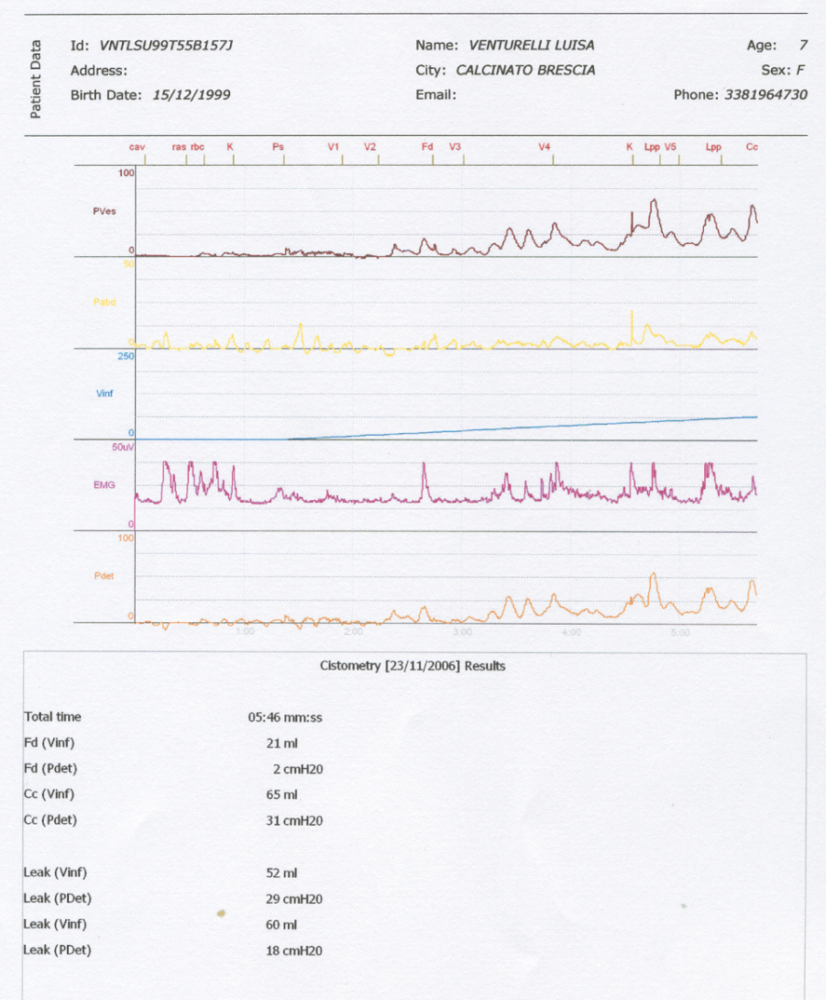 Patient Data
Id: VNTLSU99T55B157J Name: VENTURELLI LUISA Age: 7
Address: City: CALCINATO BRESCIA Sex: F
Birth Date: 15/12/1999 Email: Phone: 3381964730
cav ras rbc K Ps V1 V2 Fd V3 V4 K Lpp V5 Lpp Cc
100
PVes
0
50
Pabd
0
250
Vinf
0
50uV
EMG
0
100
Pdet
0
1:00 2:00 3:00 4:00 5:00
Cistometry [23/11/2006] Results
Total time 05:46 mm:ss
Fd (Vinf) 21 ml
Fd (Pdet) 2 cmH20
Cc (Vinf) 65 ml
Cc (Pdet) 31 cmH20
Leak (Vinf) 52 ml
Leak (PDet) 29 cmH20
Leak (Vinf) 60 ml
Leak (PDet) 18 cmH20